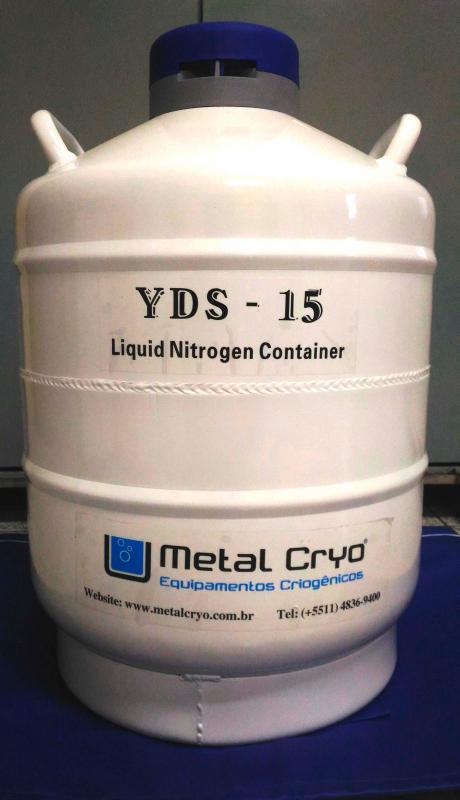 YDS - 15
Liquid Nitrogen Container
Metal Cryo®
Equipamentos Criogênicos
Website: www.metalcryo.com.br Tel: (+5511) 4836-9400